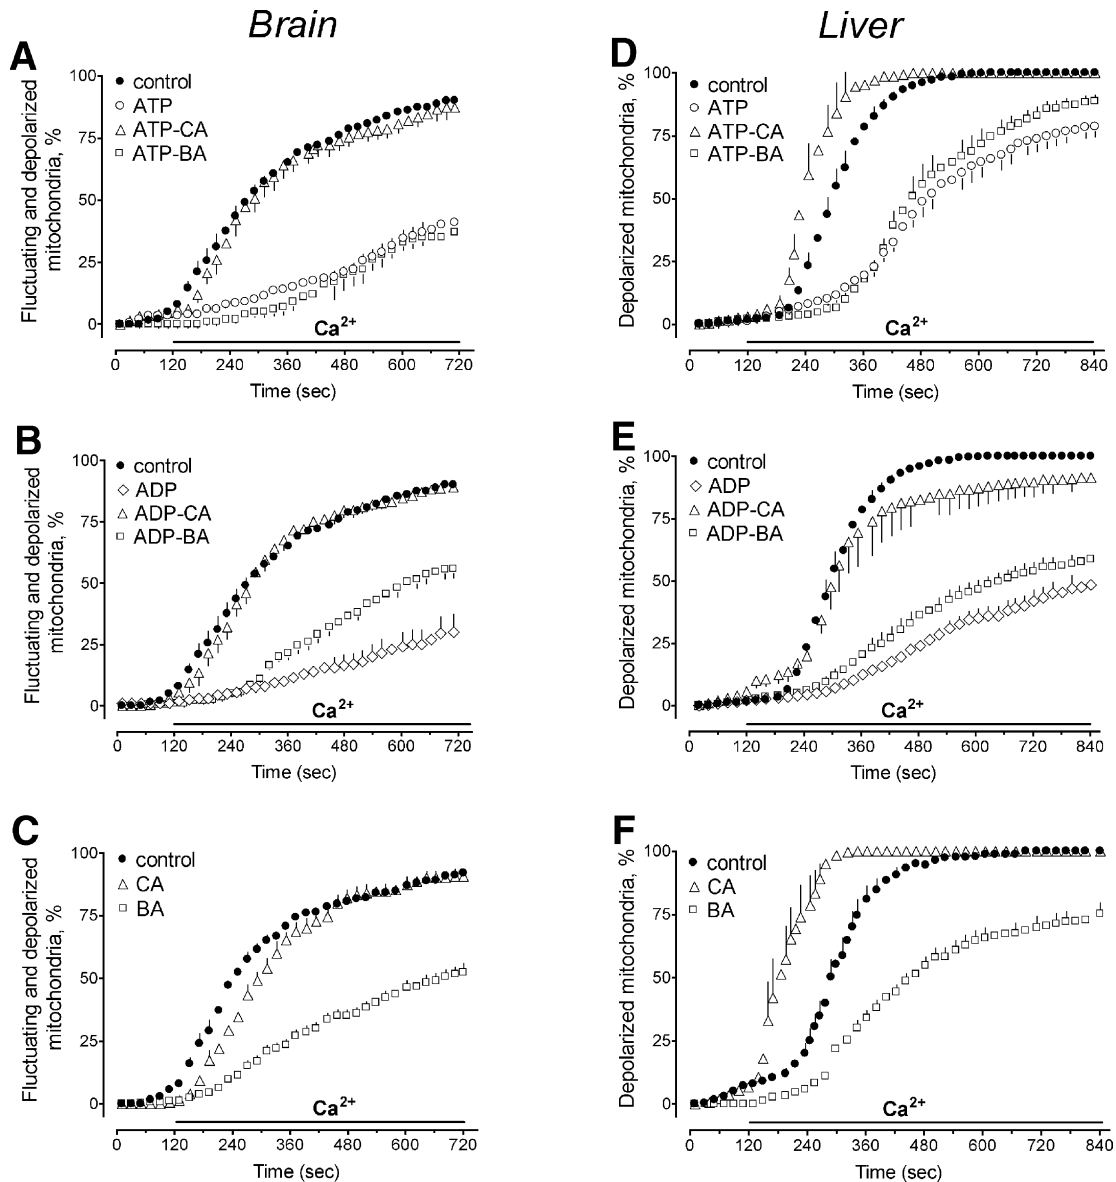 Brain
Liver
A
Fluctuating and depolarized
mitochondria, %
100
75
50
25
0
control
ATP
ATP-CA
ATP-BA
Ca2+
0 120 240 360 480 600 720
Time (sec)
D
Depolarized mitochondria, %
100
75
50
25
0
control
ATP
ATP-CA
ATP-BA
Ca2+
0 120 240 360 480 600 720 840
Time (sec)
B
Fluctuating and depolarized
mitochondria, %
100
75
50
25
0
control
ADP
ADP-CA
ADP-BA
Ca2+
0 120 240 360 480 600 720
Time (sec)
E
Depolarized mitochondria, %
100
75
50
25
0
control
ADP
ADP-CA
ADP-BA
Ca2+
0 120 240 360 480 600 720 840
Time (sec)
C
Fluctuating and depolarized
mitochondria, %
100
75
50
25
0
control
CA
BA
Ca2+
0 120 240 360 480 600 720
Time (sec)
F
Depolarized mitochondria, %
100
75
50
25
0
control
CA
BA
Ca2+
0 120 240 360 480 600 720 840
Time (sec)